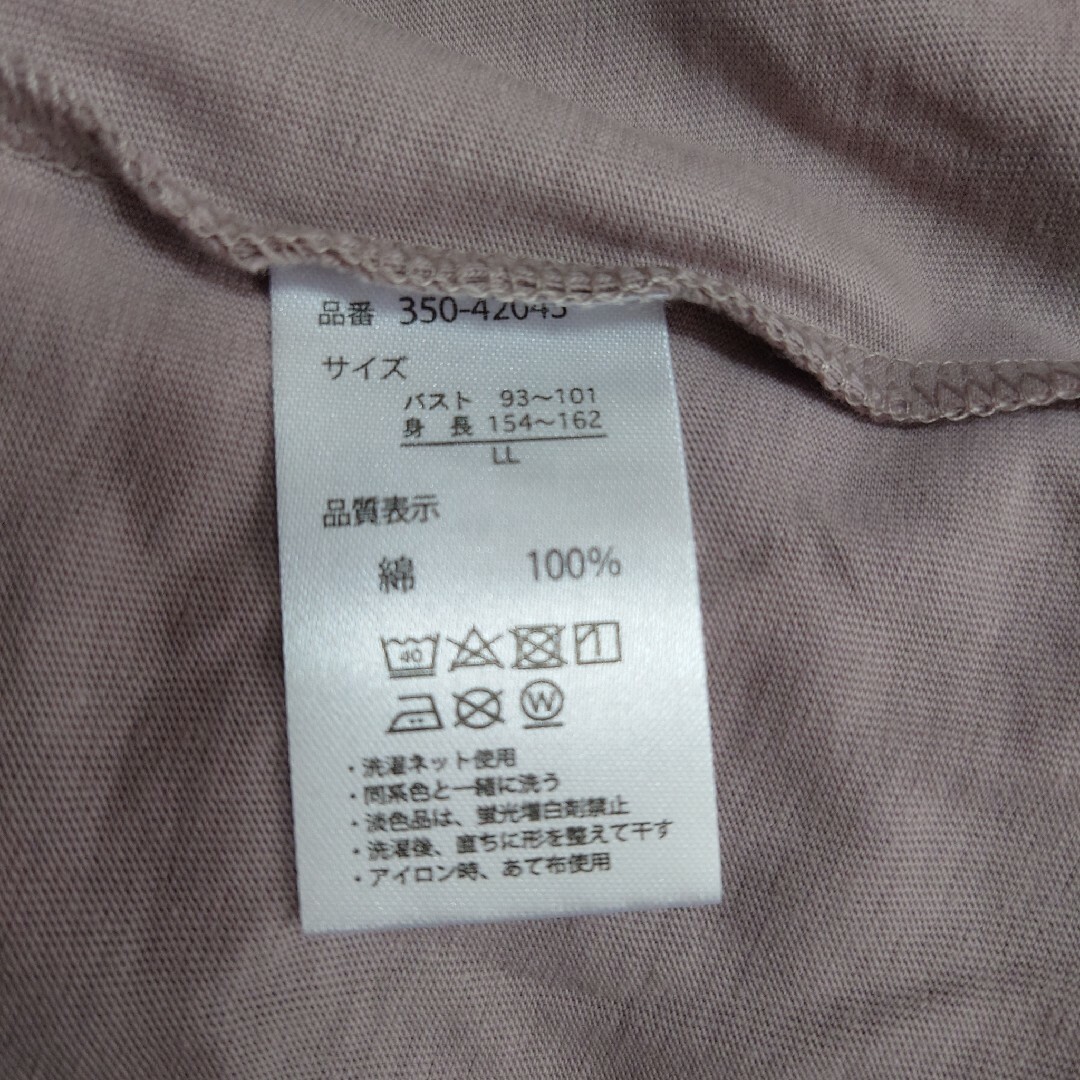 品番 350-42045
サイズ
バスト 93〜101
身 長 154〜162
LL
品質表示
綿 100%
40
W
・洗濯ネット使用
・同系色と一緒に洗う
・淡色品は、蛍光増白剤禁止
・洗濯後、直ちに形を整えて干す
・アイロン時、あて布使用